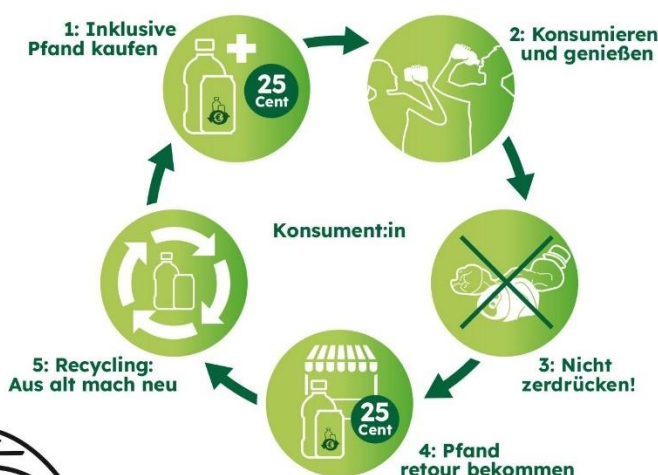 1: Inklusive
Pfand kaufen
25
Cent
2: Konsumieren
und genießen
Konsument:in
3: Nicht
zerdrücken!
25
Cent
4: Pfand
retour bekommen
5: Recycling:
Aus alt mach neu